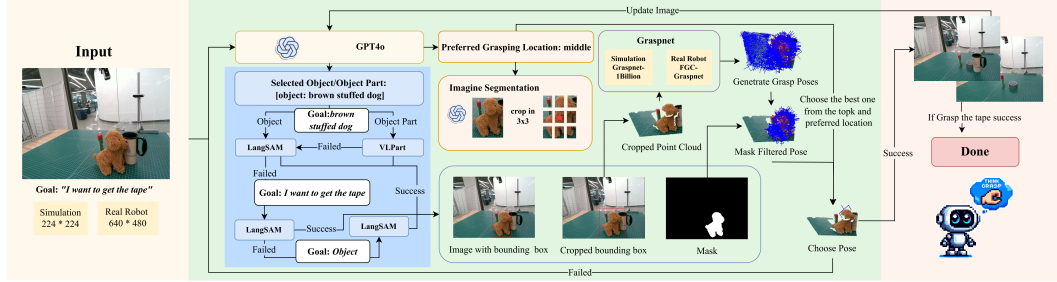 Update Image
Input
Goal: "I want to get the tape"
Simulation
224 * 224
Real Robot
640 * 480
GPT4o
Selected Object/Object Part:
[object: brown stuffed dog]
Goal:brown
stuffed dog
Object
Object Part
LangSAM
Failed
VLPart
Failed
Goal: I want to get the tape
Success
LangSAM
Success
LangSAM
Failed
Goal: Object
Preferred Grasping Location: middle
Imagine Segmentation
crop in
3x3
Graspnet
Simulation
Graspnet-
1Billion
Real Robot
FGC-
Graspnet
Genetrate Grasp Poses
Cropped Point Cloud
Mask Filtered Pose
Choose the best one
from the topk and
preferred location
Image with bounding box
Cropped bounding box
Mask
Choose Pose
Failed
Success
If Grasp the tape success
Done
THINK
GRASP